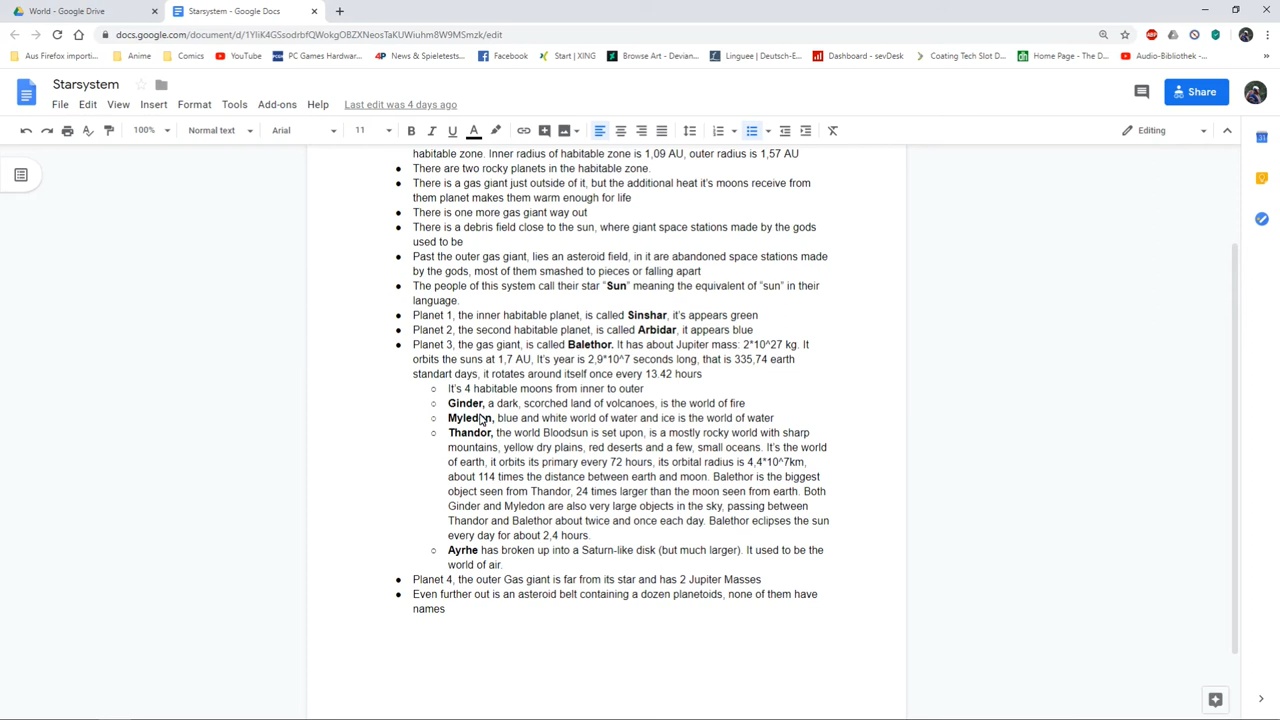 World - Google Drive
Starsystem - Google Docs
docs.google.com/document/d/1YliK4GSsodrbfQWokgOBZXNeosTaKUWiuhm8W9MSmzk/edit
Aus Firefox importi... Anime Comics YouTube PC Games Hardwar... News & Spieletests... Facebook Start | XING Browse Art - Devian... Linguee | Deutsch-E... Dashboard - sevDesk Coating Tech Slot D... Home Page - The D... Audio-Bibliothek -...
Starsystem
Share
File Edit View Insert Format Tools Add-ons Help Last edit was 4 days ago
100% Normal text Arial 11 B I U A Editing
habitable zone. Inner radius of habitable zone is 1,09 AU, outer radius is 1,57 AU
● There are two rocky planets in the habitable zone.
● There is a gas giant just outside of it, but the additional heat it's moons receive from
them planet makes them warm enough for life
● There is one more gas giant way out
● There is a debris field close to the sun, where giant space stations made by the gods
used to be
● Past the outer gas giant, lies an asteroid field, in it are abandoned space stations made
by the gods, most of them smashed to pieces or falling apart
● The people of this system call their star "Sun" meaning the equivalent of "sun" in their
language.
● Planet 1, the inner habitable planet, is called Sinshar, it's appears green
● Planet 2, the second habitable planet, is called Arbidar, it appears blue
● Planet 3, the gas giant, is called Balethor. It has about Jupiter mass: 2*10^27 kg. It
orbits the suns at 1,7 AU, It's year is 2,9*10^7 seconds long, that is 335,74 earth
standart days, it rotates around itself once every 13.42 hours
○ It's 4 habitable moons from inner to outer
○ Ginder, a dark, scorched land of volcanoes, is the world of fire
○ Myledon, blue and white world of water and ice is the world of water
○ Thandor, the world Bloodsun is set upon, is a mostly rocky world with sharp
mountains, yellow dry plains, red deserts and a few, small oceans. It's the world
of earth, it orbits its primary every 72 hours, its orbital radius is 4,4*10^7km,
about 114 times the distance between earth and moon. Balethor is the biggest
object seen from Thandor, 24 times larger than the moon seen from earth. Both
Ginder and Myledon are also very large objects in the sky, passing between
Thandor and Balethor about twice and once each day. Balethor eclipses the sun
every day for about 2,4 hours.
○ Ayrhe has broken up into a Saturn-like disk (but much larger). It used to be the
world of air.
● Planet 4, the outer Gas giant is far from its star and has 2 Jupiter Masses
● Even further out is an asteroid belt containing a dozen planetoids, none of them have
names